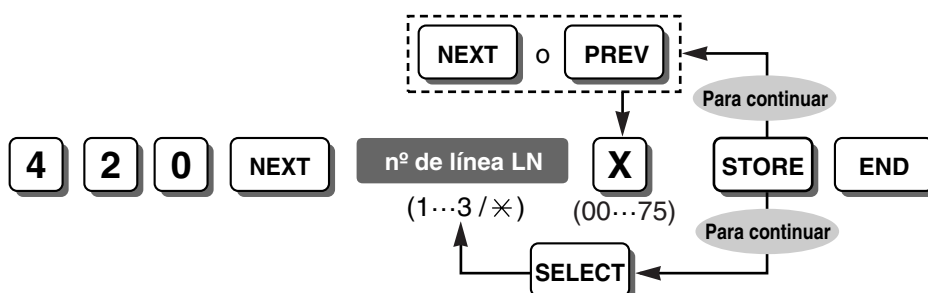 NEXT o PREV
Para continuar
4 2 0 NEXT nº de línea LN X STORE END
(1···3 / ✳) (00···75)
Para continuar
SELECT